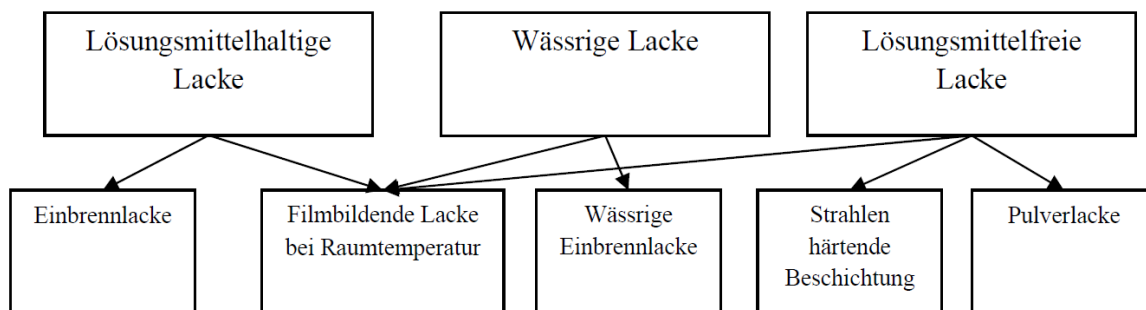 Lösungsmittelhaltige
Lacke
Wässrige Lacke
Lösungsmittelfreie
Lacke
Einbrennlacke
Filmbildende Lacke
bei Raumtemperatur
Wässrige
Einbrennlacke
Strahlen
härtende
Beschichtung
Pulverlacke